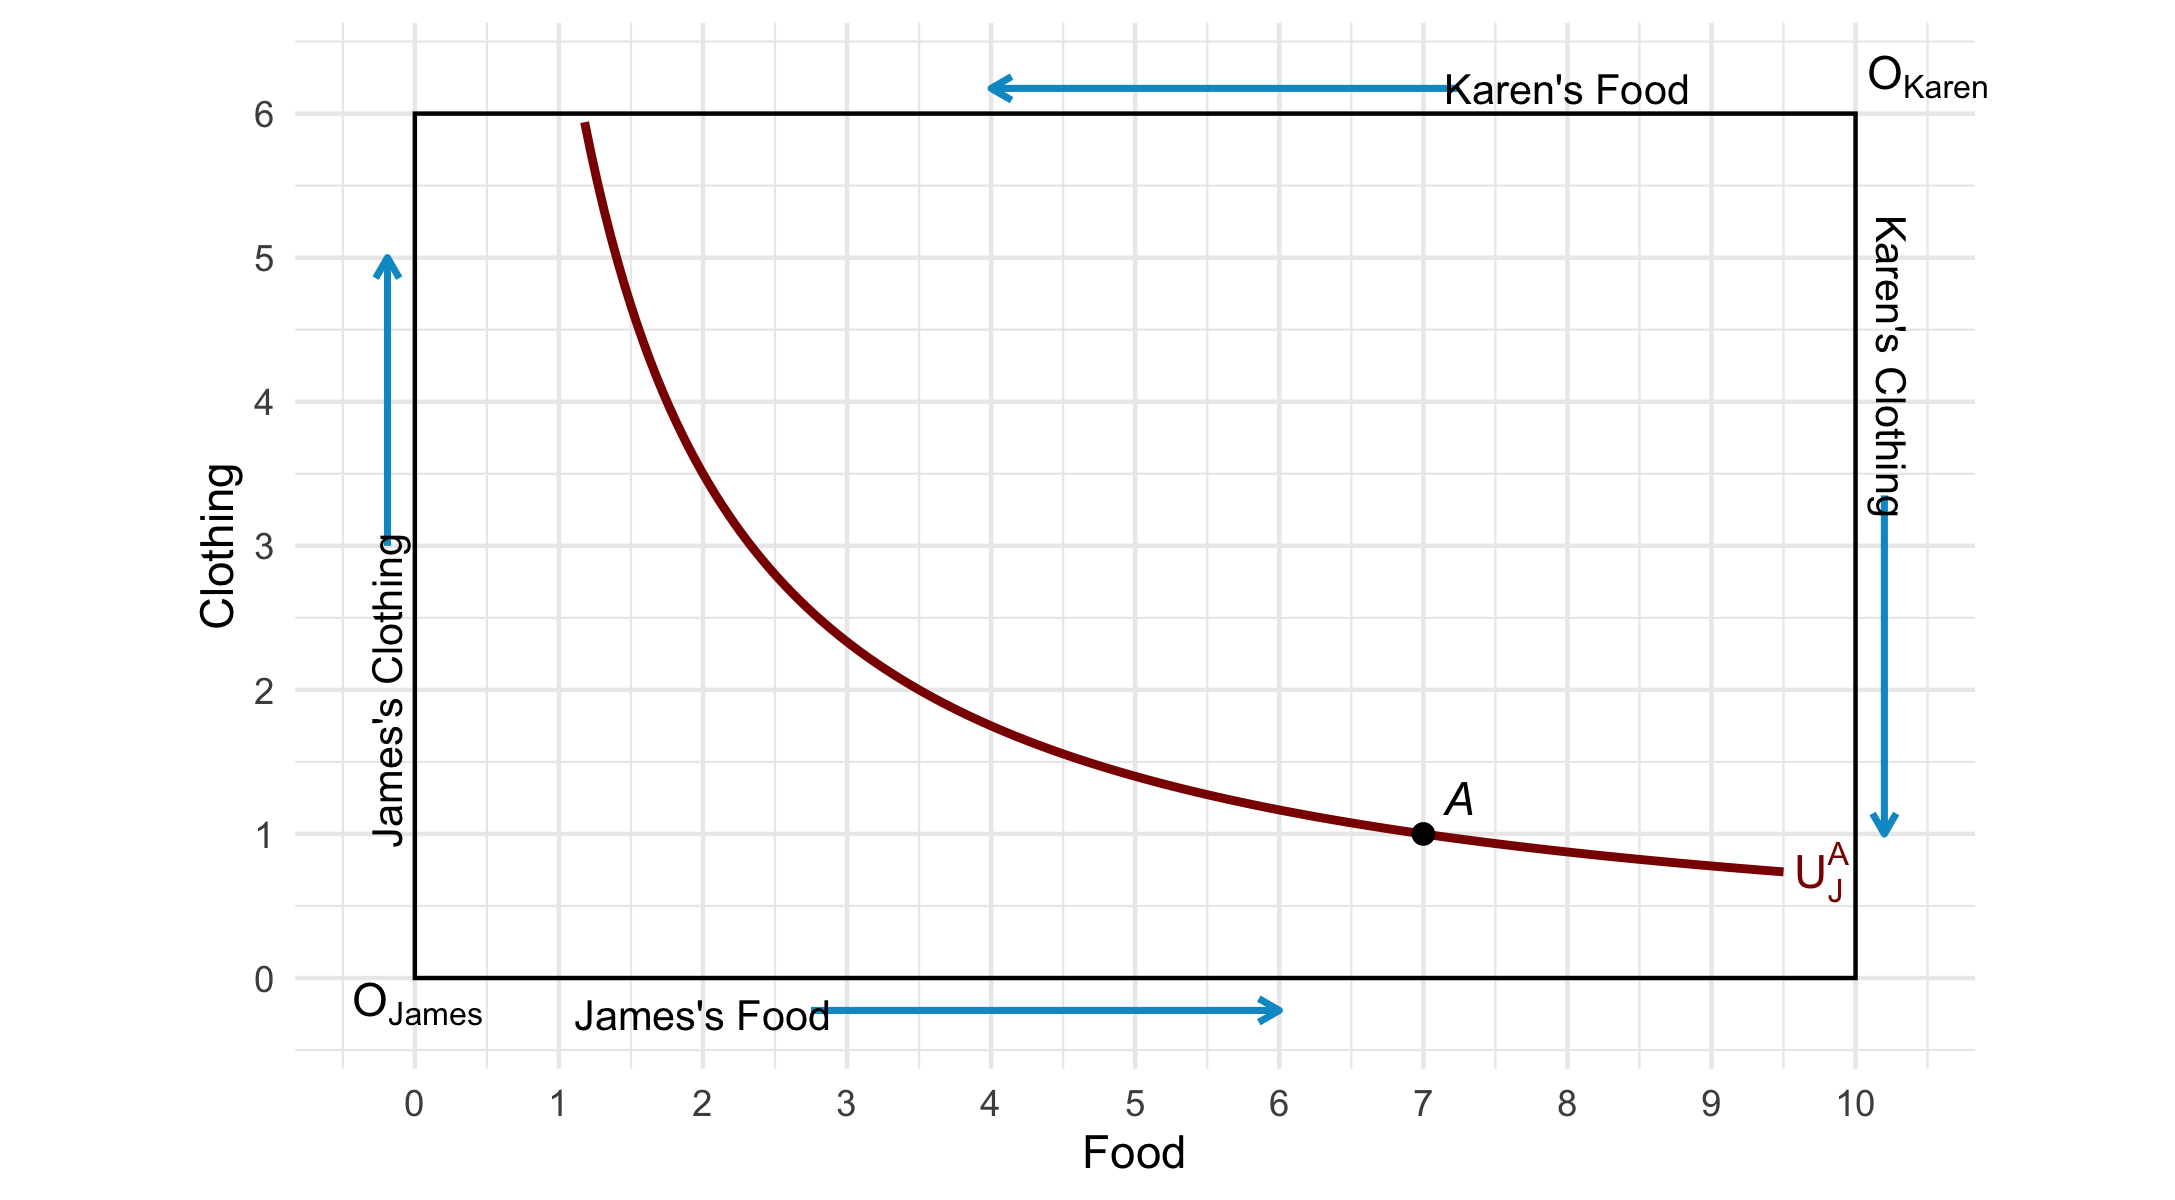 O_Karen
Karen's Food
6
5
4
3
2
1
0
Clothing
James's Clothing
Karen's Clothing
A
U_J^A
O_James
James's Food
0 1 2 3 4 5 6 7 8 9 10
Food